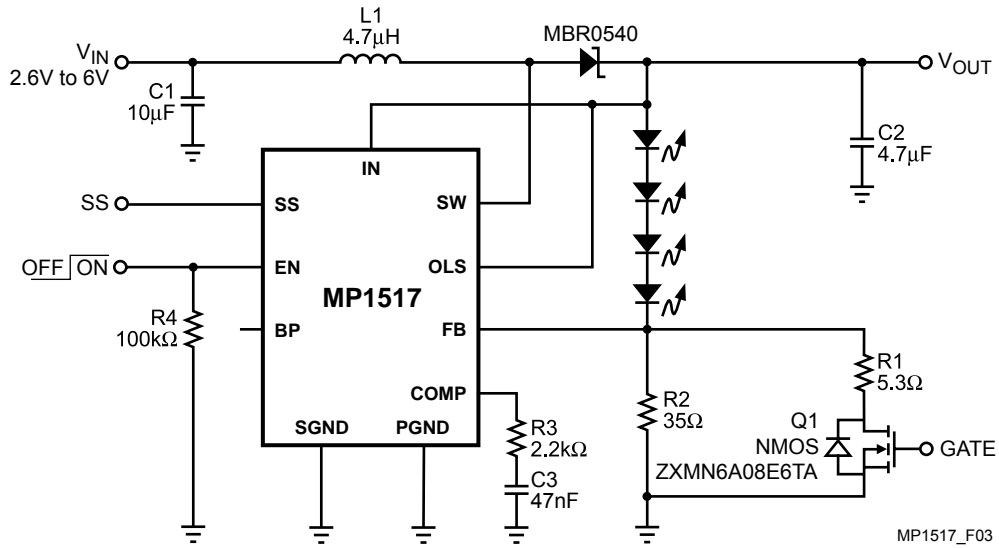 L1
4.7μH
MBR0540
VIN
2.6V to 6V
VOUT
C1
10μF
C2
4.7μF
IN
SS
SS
SW
OFF ON
EN
OLS
MP1517
R4
100kΩ
BP
FB
R1
5.3Ω
COMP
R2
35Ω
SGND
PGND
R3
2.2kΩ
Q1
NMOS
ZXMN6A08E6TA
GATE
C3
47nF
MP1517_F03